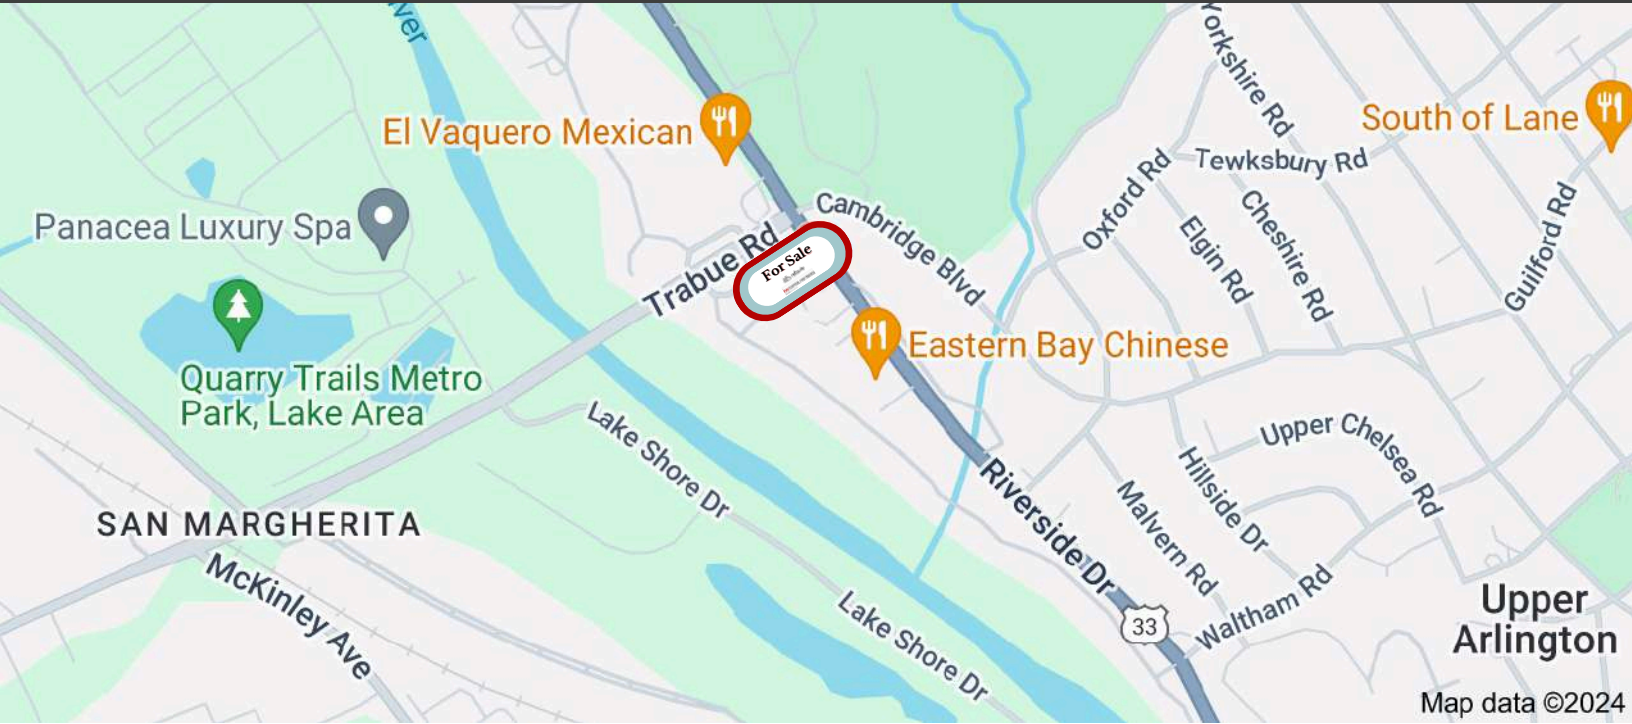 ver
El Vaquero Mexican
Panacea Luxury Spa
Quarry Trails Metro
Park, Lake Area
SAN MARGHERITA
McKinley Ave
Trabue Rd
For Sale
Cambridge Blvd
Eastern Bay Chinese
Lake Shore Dr
Lake Shore Dr
Riverside Dr
33
Yorkshire Rd
South of Lane
Tewksbury Rd
Oxford Rd
Elgin Rd
Cheshire Rd
Guilford Rd
Upper Chelsea Rd
Hillside Dr
Malvern Rd
Waltham Rd
Upper
Arlington
Map data ©2024